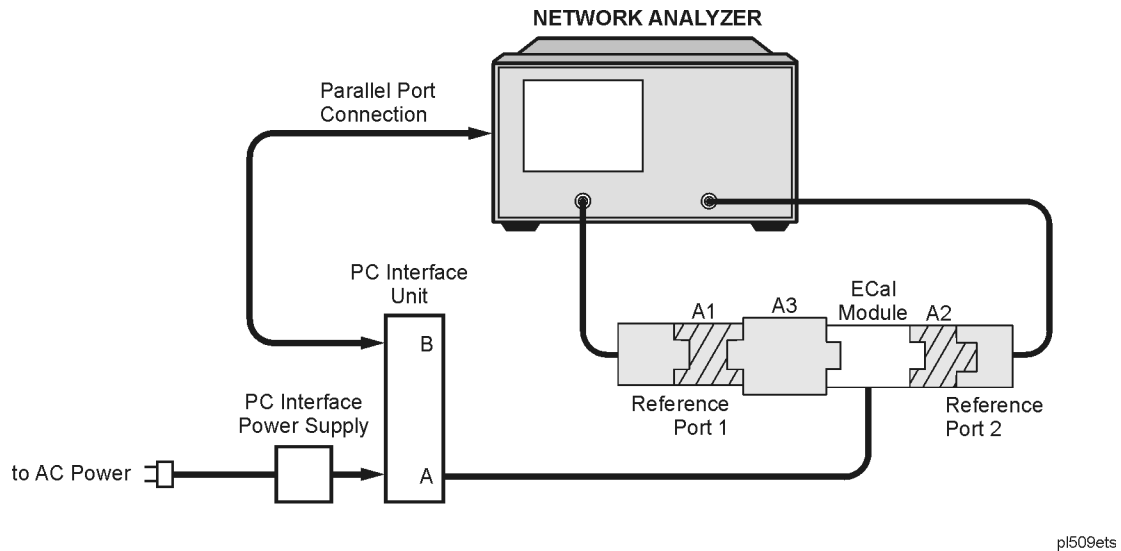 NETWORK ANALYZER
Parallel Port
Connection
PC Interface
Unit
ECal
Module
A1
A3
A2
B
Reference
Port 1
Reference
Port 2
PC Interface
Power Supply
to AC Power
A
pl509ets